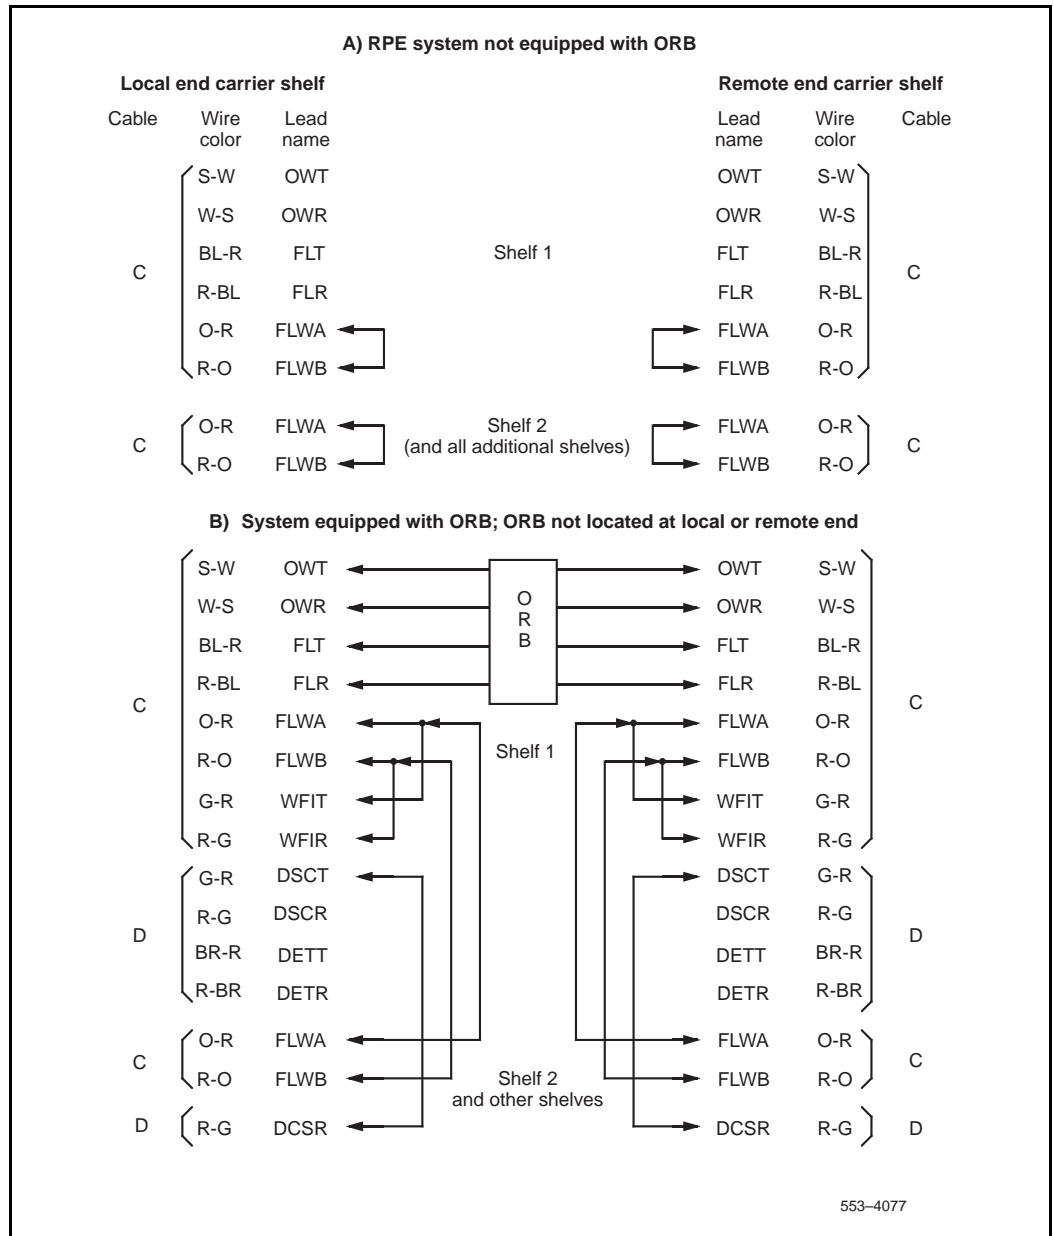 A) RPE system not equipped with ORB
Local end carrier shelf Remote end carrier shelf
Cable Wire color Lead name Lead name Wire color Cable
S-W OWT OWT S-W
W-S OWR OWR W-S
BL-R FLT Shelf 1 FLT BL-R
C C
R-BL FLR FLR R-BL
O-R FLWA FLWA O-R
R-O FLWB FLWB R-O
O-R FLWA Shelf 2 FLWA O-R
C (and all additional shelves) C
R-O FLWB FLWB R-O
B) System equipped with ORB; ORB not located at local or remote end
S-W OWT OWT S-W
W-S OWR O OWR W-S
R
BL-R FLT B FLT BL-R
R-BL FLR FLR R-BL
C C
O-R FLWA FLWA O-R
R-O FLWB Shelf 1 FLWB R-O
G-R WFIT WFIT G-R
R-G WFIR WFIR R-G
G-R DSCT DSCT G-R
R-G DSCR DSCR R-G
D D
BR-R DETT DETT BR-R
R-BR DETR DETR R-BR
O-R FLWA FLWA O-R
C C
R-O FLWB Shelf 2 FLWB R-O
and other shelves
D R-G DCSR DCSR R-G D
553–4077